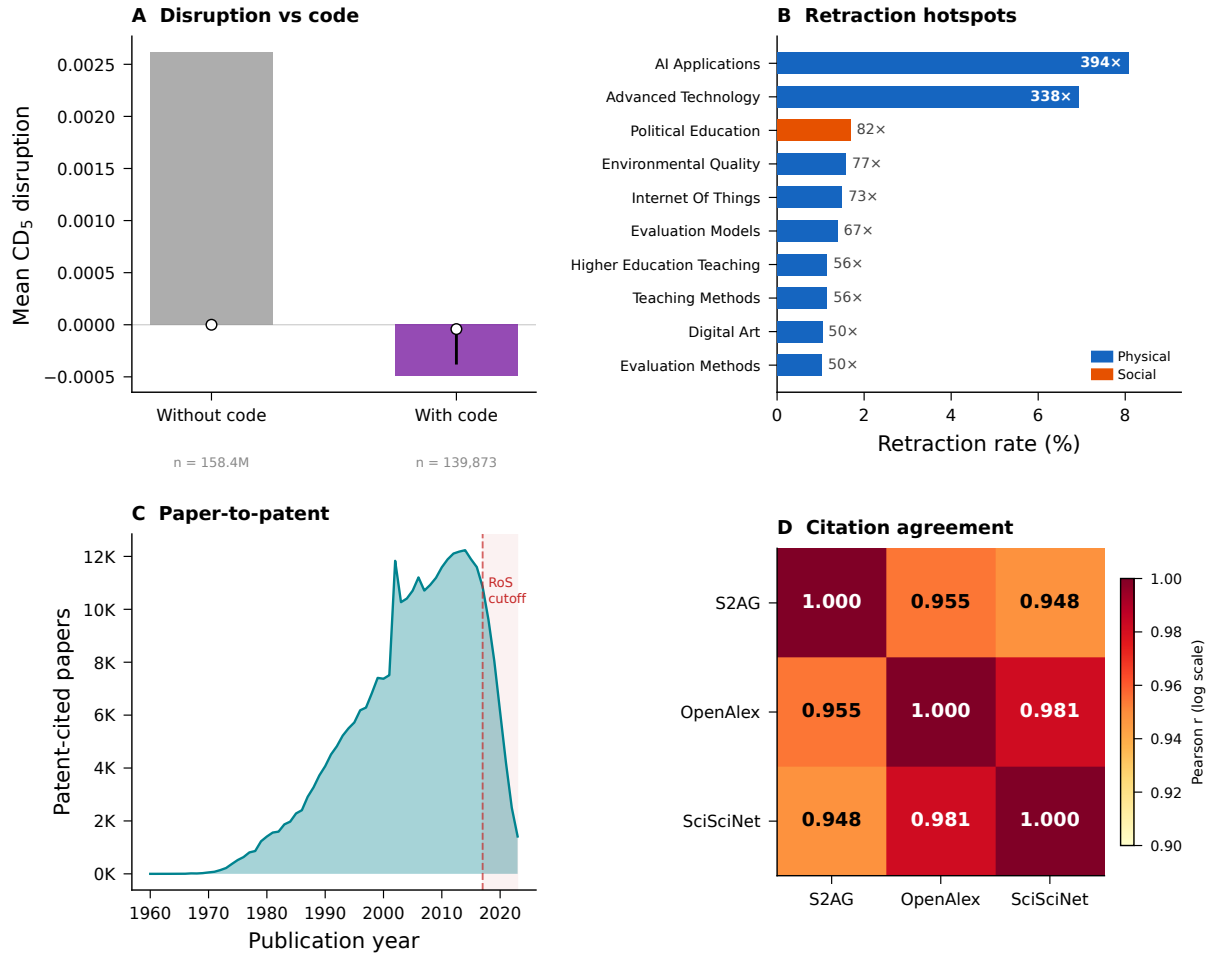 A Disruption vs code
Mean CD₅ disruption
0.0025
0.0020
0.0015
0.0010
0.0005
0.0000
−0.0005
Without code
With code
n = 158.4M
n = 139,873
B Retraction hotspots
AI Applications
394×
Advanced Technology
338×
Political Education
82×
Environmental Quality
77×
Internet Of Things
73×
Evaluation Models
67×
Higher Education Teaching
56×
Teaching Methods
56×
Digital Art
50×
Evaluation Methods
50×
Physical
Social
0 2 4 6 8
Retraction rate (%)
C Paper-to-patent
Patent-cited papers
12K
10K
8K
6K
4K
2K
0K
RoS
cutoff
1960 1970 1980 1990 2000 2010 2020
Publication year
D Citation agreement
S2AG
1.000 0.955 0.948
OpenAlex
0.955 1.000 0.981
SciSciNet
0.948 0.981 1.000
S2AG OpenAlex SciSciNet
1.00
0.98
0.96
0.94
0.92
0.90
Pearson r (log scale)